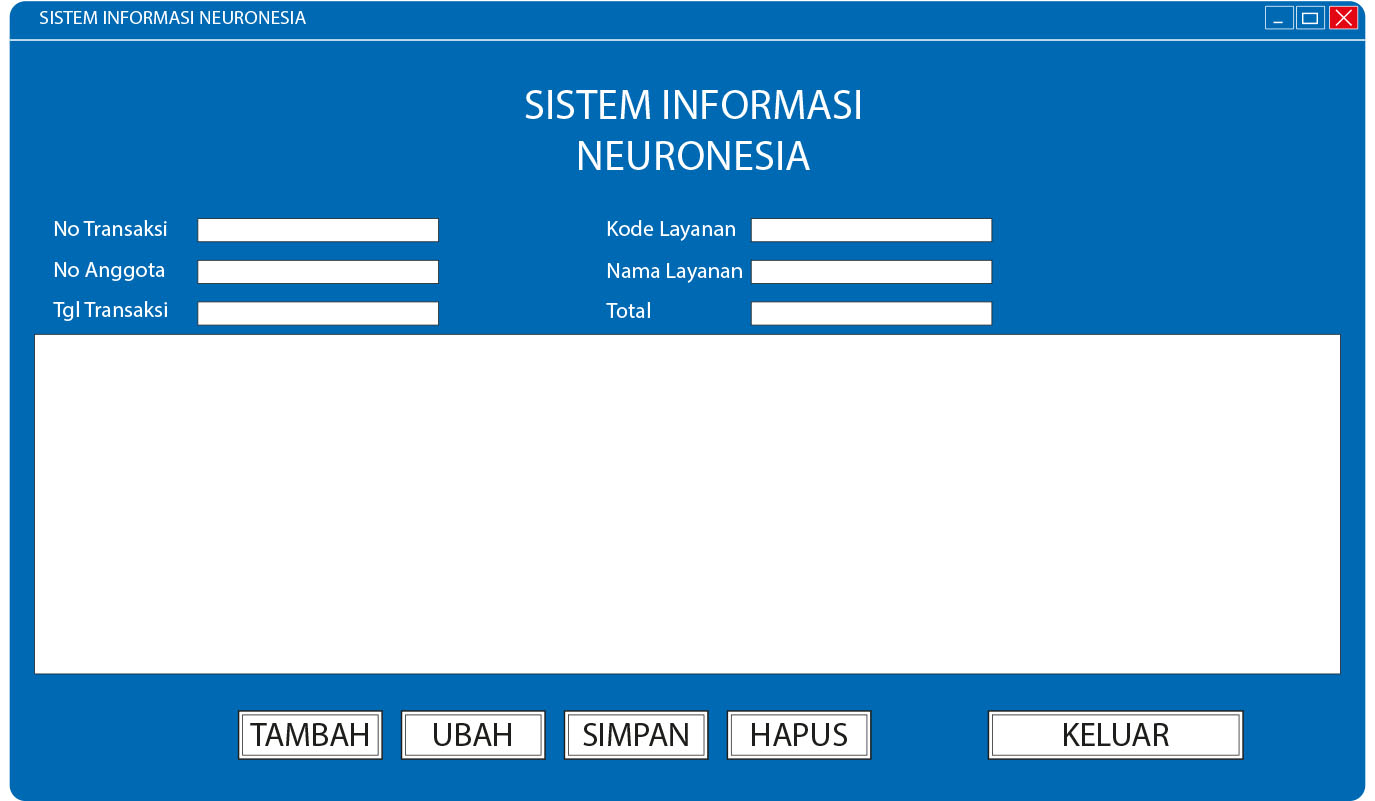 SISTEM INFORMASI NEURONESIA
SISTEM INFORMASI
NEURONESIA
No Transaksi
Kode Layanan
No Anggota
Nama Layanan
Tgl Transaksi
Total
TAMBAH
UBAH
SIMPAN
HAPUS
KELUAR